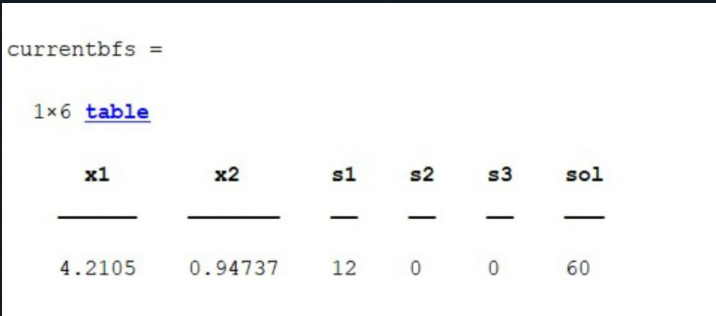 currentbfs =
1×6 table
x1 x2 s1 s2 s3 sol
4.2105 0.94737 12 0 0 60